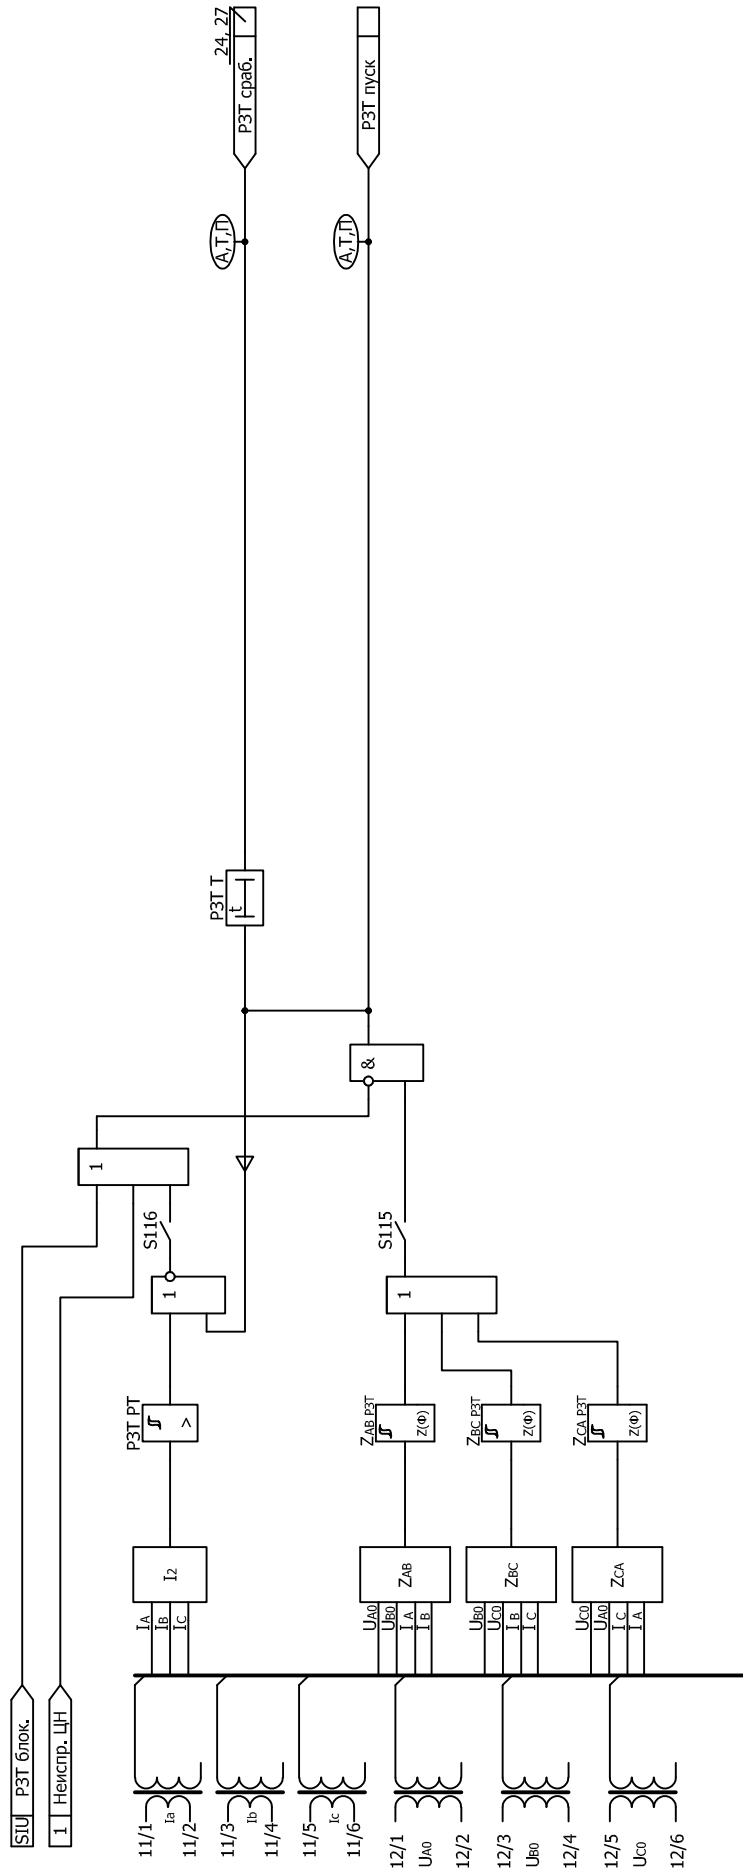 24, 27
РЗТ сраб.
РЗТ пуск
А,Т,П
А,Т,П
РЗТ Т
t
&
1
S116
S115
1
1
РЗТ РТ
>
ZAB РЗТ
Z(Ф)
ZBC РЗТ
Z(Ф)
ZCA РЗТ
Z(Ф)
I2
ZAB
ZBC
ZCA
IA
IB
IC
UA0
UB0
IA
IB
UB0
UC0
IB
IC
UC0
UA0
IC
IA
SIU РЗТ блок.
1 Неиспр. ЦН
11/1
Ia
11/2
11/3
Ib
11/4
11/5
Ic
11/6
12/1
UA0
12/2
12/3
UB0
12/4
12/5
UC0
12/6